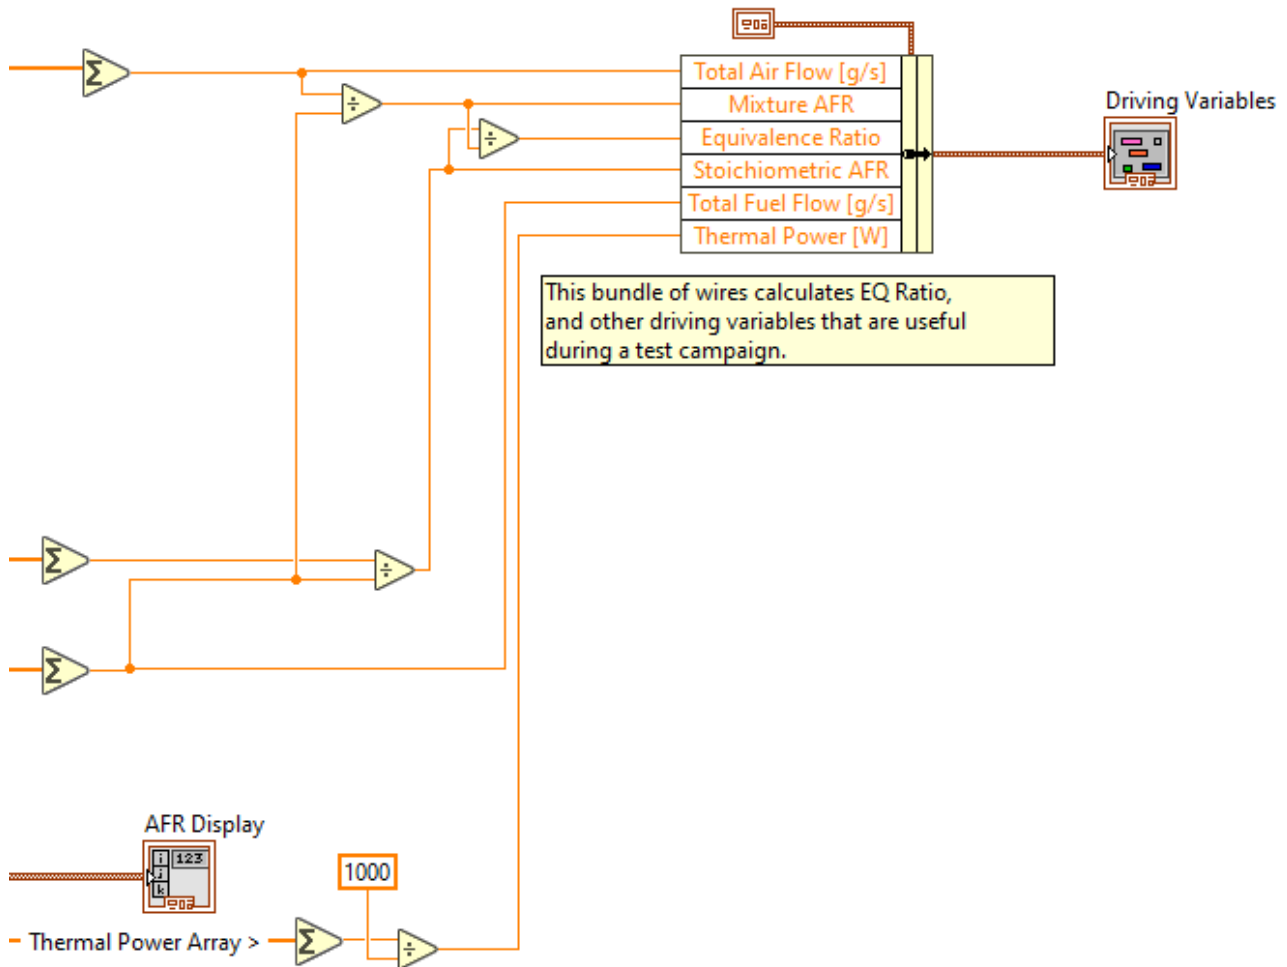 Total Air Flow [g/s]
Mixture AFR
Driving Variables
Equivalence Ratio
Stoichiometric AFR
Total Fuel Flow [g/s]
Thermal Power [W]
This bundle of wires calculates EQ Ratio,
and other driving variables that are useful
during a test campaign.
Σ
÷
÷
Σ
÷
Σ
AFR Display
i 123
j
k
1000
Thermal Power Array >
Σ
÷